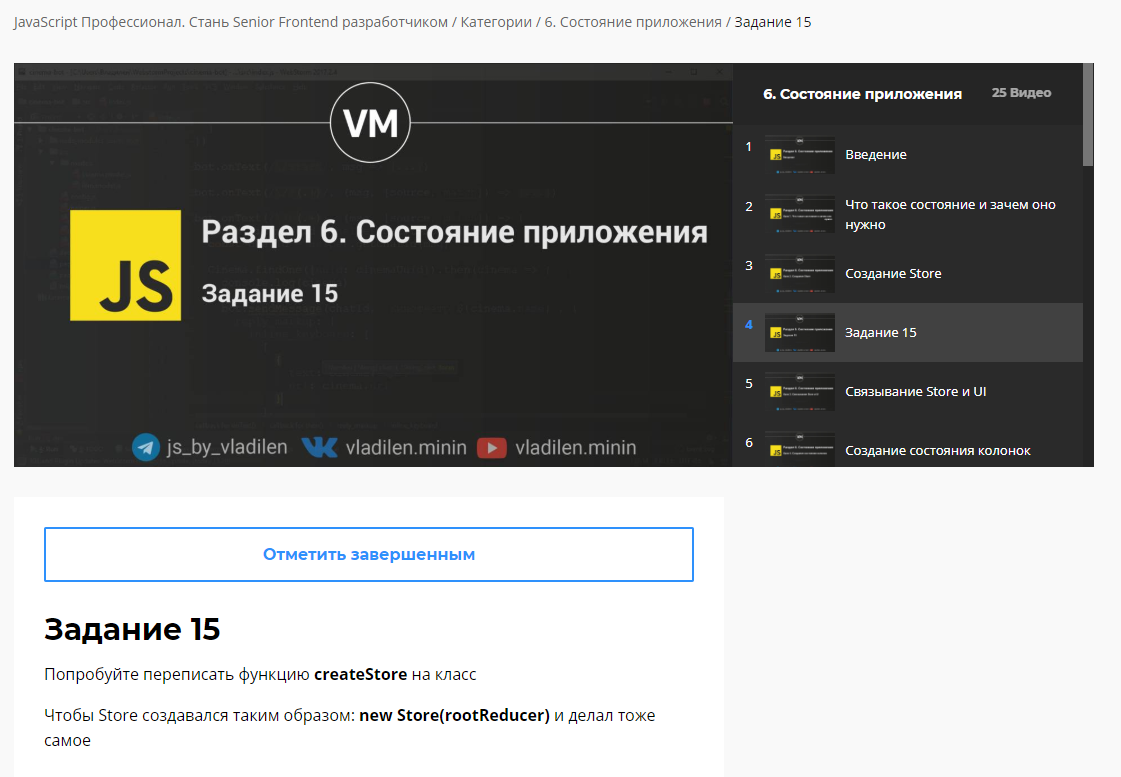 JavaScript Профессионал. Стань Senior Frontend разработчиком / Категории / 6. Состояние приложения / Задание 15
VM
JS
Раздел 6. Состояние приложения
Задание 15
js_by_vladilen vladilen.minin vladilen.minin
6. Состояние приложения 25 Видео
1 Введение
2 Что такое состояние и зачем оно
нужно
3 Создание Store
4 Задание 15
5 Связывание Store и UI
6 Создание состояния колонок
Отметить завершенным
Задание 15
Попробуйте переписать функцию createStore на класс
Чтобы Store создавался таким образом: new Store(rootReducer) и делал тоже
самое